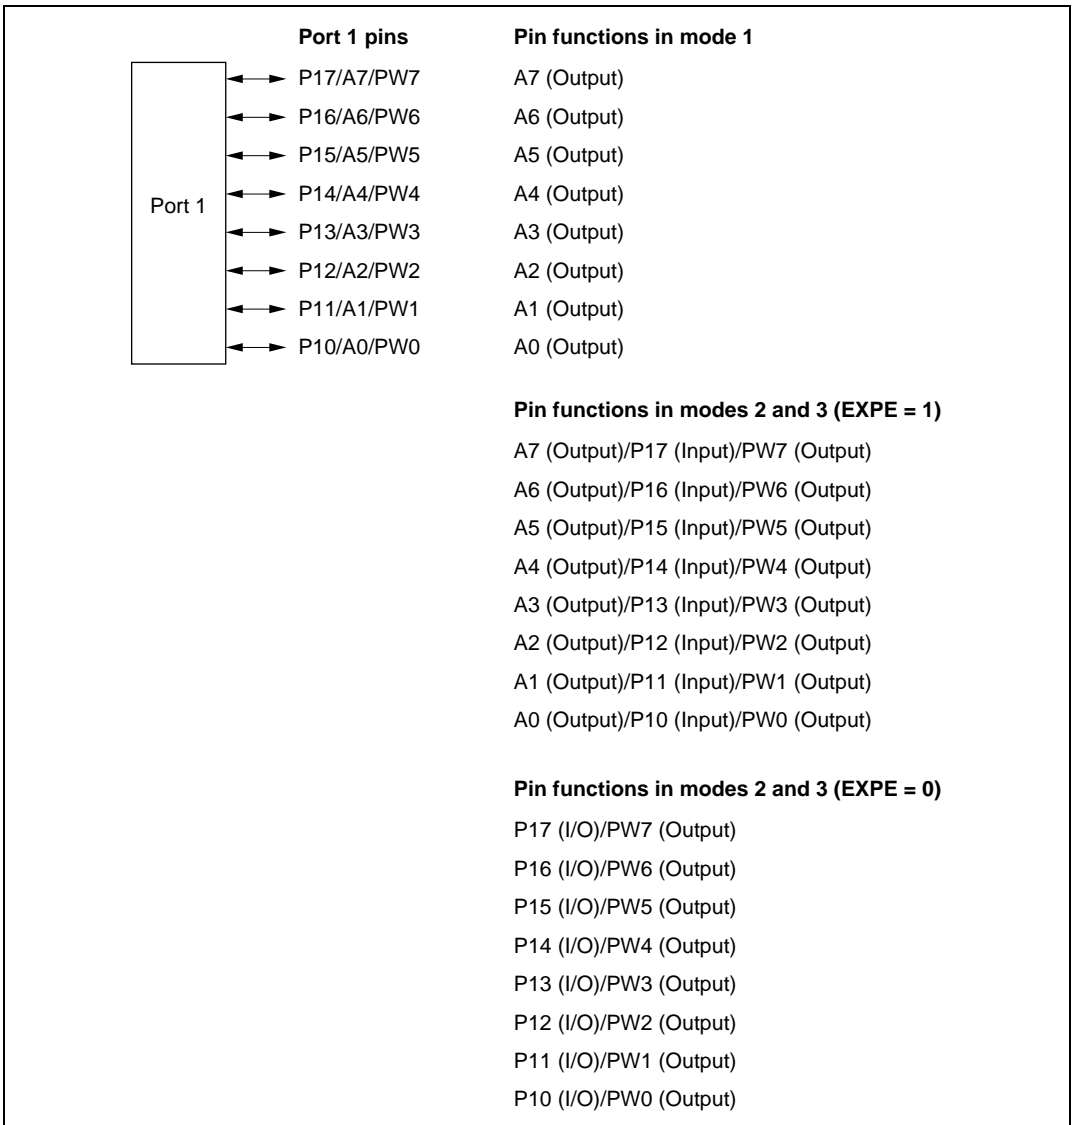 Port 1 pins Pin functions in mode 1
P17/A7/PW7 A7 (Output)
P16/A6/PW6 A6 (Output)
P15/A5/PW5 A5 (Output)
Port 1 P14/A4/PW4 A4 (Output)
P13/A3/PW3 A3 (Output)
P12/A2/PW2 A2 (Output)
P11/A1/PW1 A1 (Output)
P10/A0/PW0 A0 (Output)
Pin functions in modes 2 and 3 (EXPE = 1)
A7 (Output)/P17 (Input)/PW7 (Output)
A6 (Output)/P16 (Input)/PW6 (Output)
A5 (Output)/P15 (Input)/PW5 (Output)
A4 (Output)/P14 (Input)/PW4 (Output)
A3 (Output)/P13 (Input)/PW3 (Output)
A2 (Output)/P12 (Input)/PW2 (Output)
A1 (Output)/P11 (Input)/PW1 (Output)
A0 (Output)/P10 (Input)/PW0 (Output)
Pin functions in modes 2 and 3 (EXPE = 0)
P17 (I/O)/PW7 (Output)
P16 (I/O)/PW6 (Output)
P15 (I/O)/PW5 (Output)
P14 (I/O)/PW4 (Output)
P13 (I/O)/PW3 (Output)
P12 (I/O)/PW2 (Output)
P11 (I/O)/PW1 (Output)
P10 (I/O)/PW0 (Output)